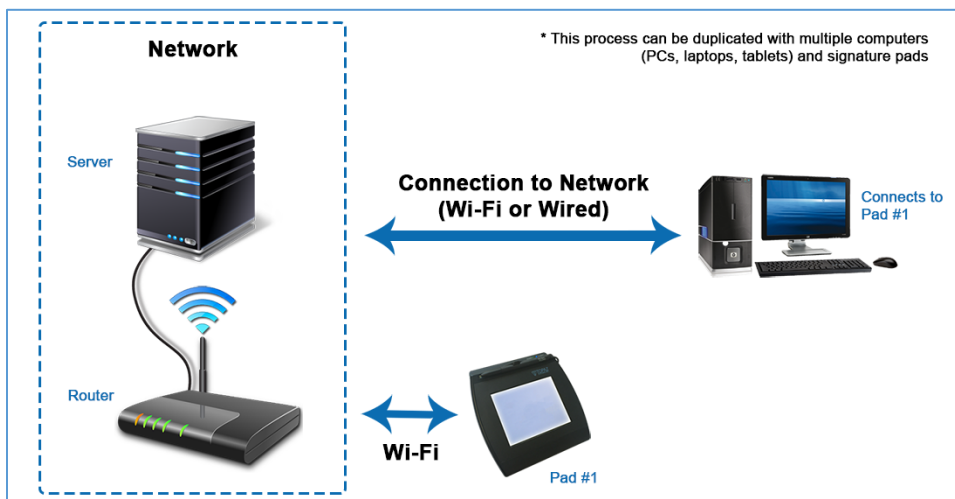 Network
* This process can be duplicated with multiple computers
(PCs, laptops, tablets) and signature pads
Server
Connection to Network
(Wi-Fi or Wired)
Connects to
Pad #1
Router
Wi-Fi
Pad #1